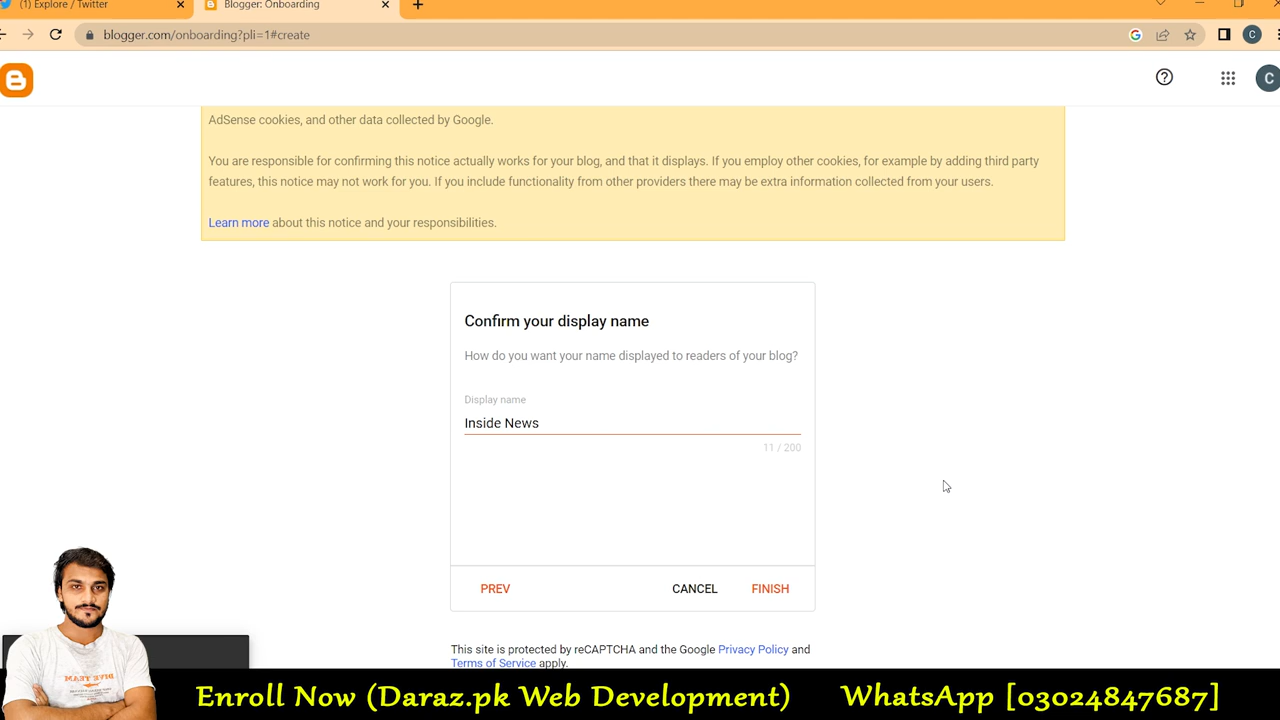 (1) Explore / Twitter
Blogger: Onboarding
blogger.com/onboarding?pli=1#create
C
C
AdSense cookies, and other data collected by Google.
You are responsible for confirming this notice actually works for your blog, and that it displays. If you employ other cookies, for example by adding third party
features, this notice may not work for you. If you include functionality from other providers there may be extra information collected from your users.
Learn more about this notice and your responsibilities.
Confirm your display name
How do you want your name displayed to readers of your blog?
Display name
Inside News
11 / 200
PREV
CANCEL
FINISH
This site is protected by reCAPTCHA and the Google Privacy Policy and
Terms of Service apply.
DIVE TEAM
Enroll Now (Daraz.pk Web Development)
WhatsApp [03024847687]